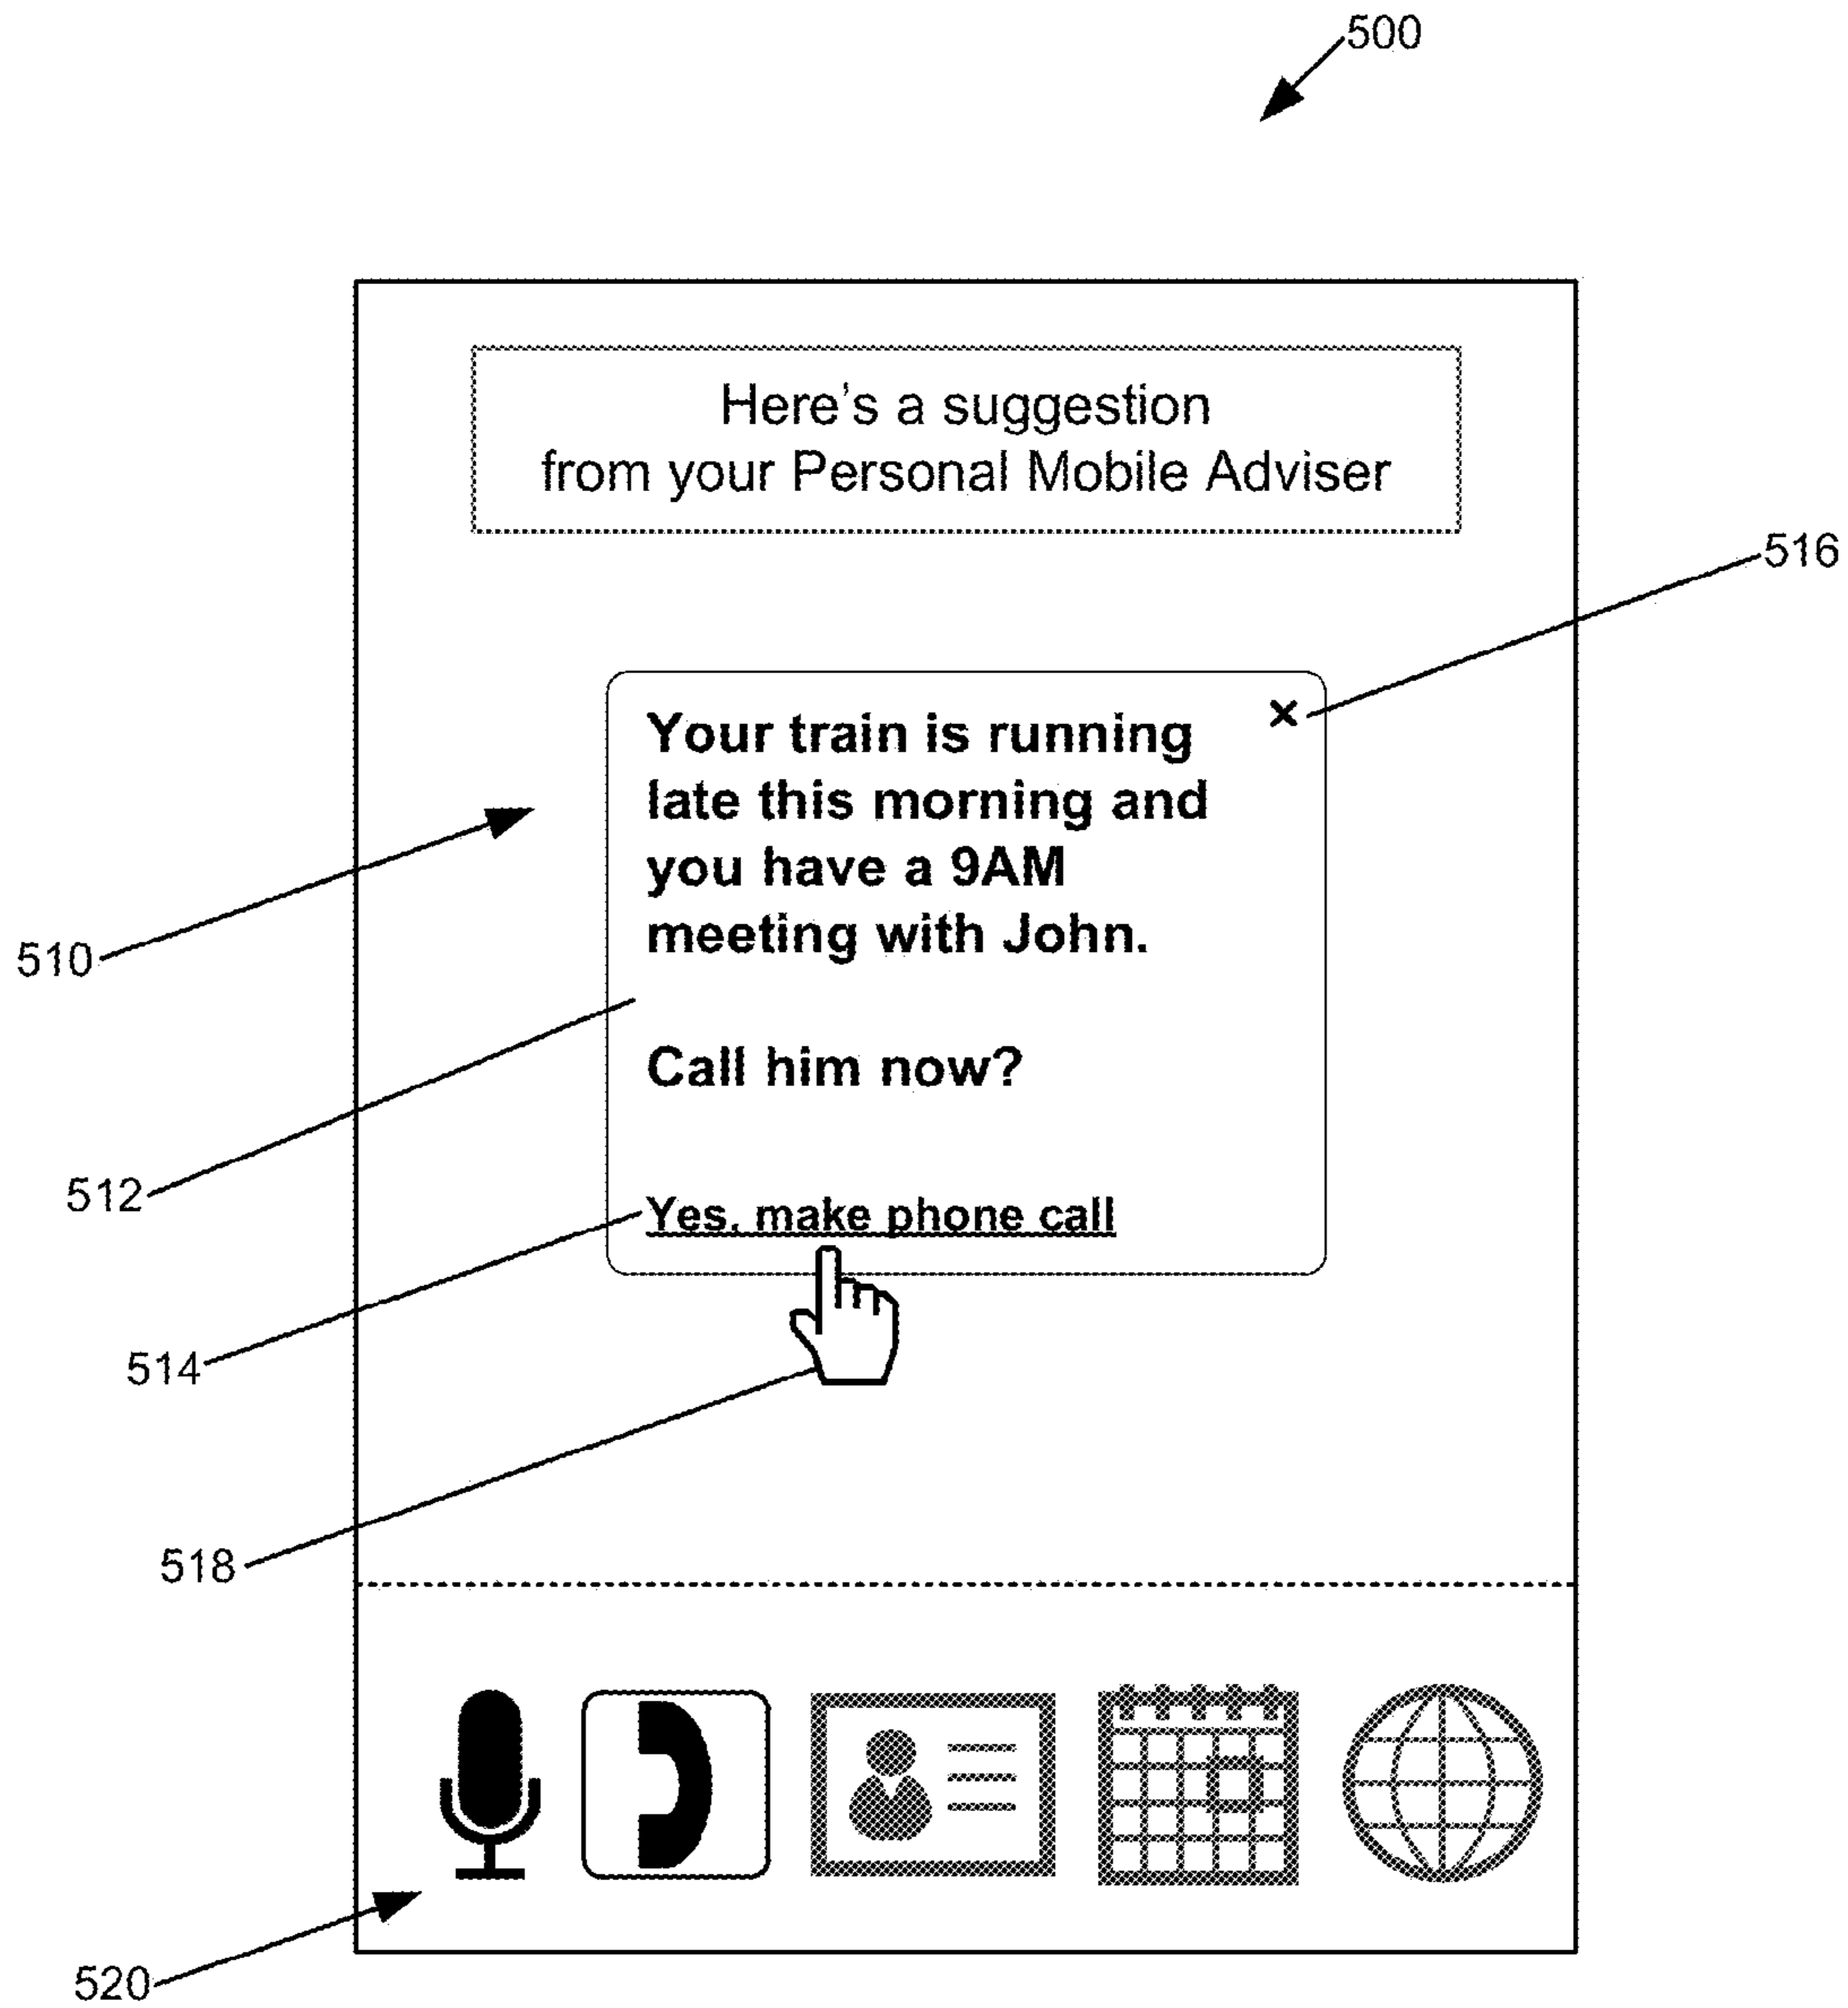 500
Here's a suggestion
from your Personal Mobile Adviser
516
Your train is running
late this morning and
you have a 9AM
meeting with John.
×
510
Call him now?
512
Yes, make phone call
514
518
520